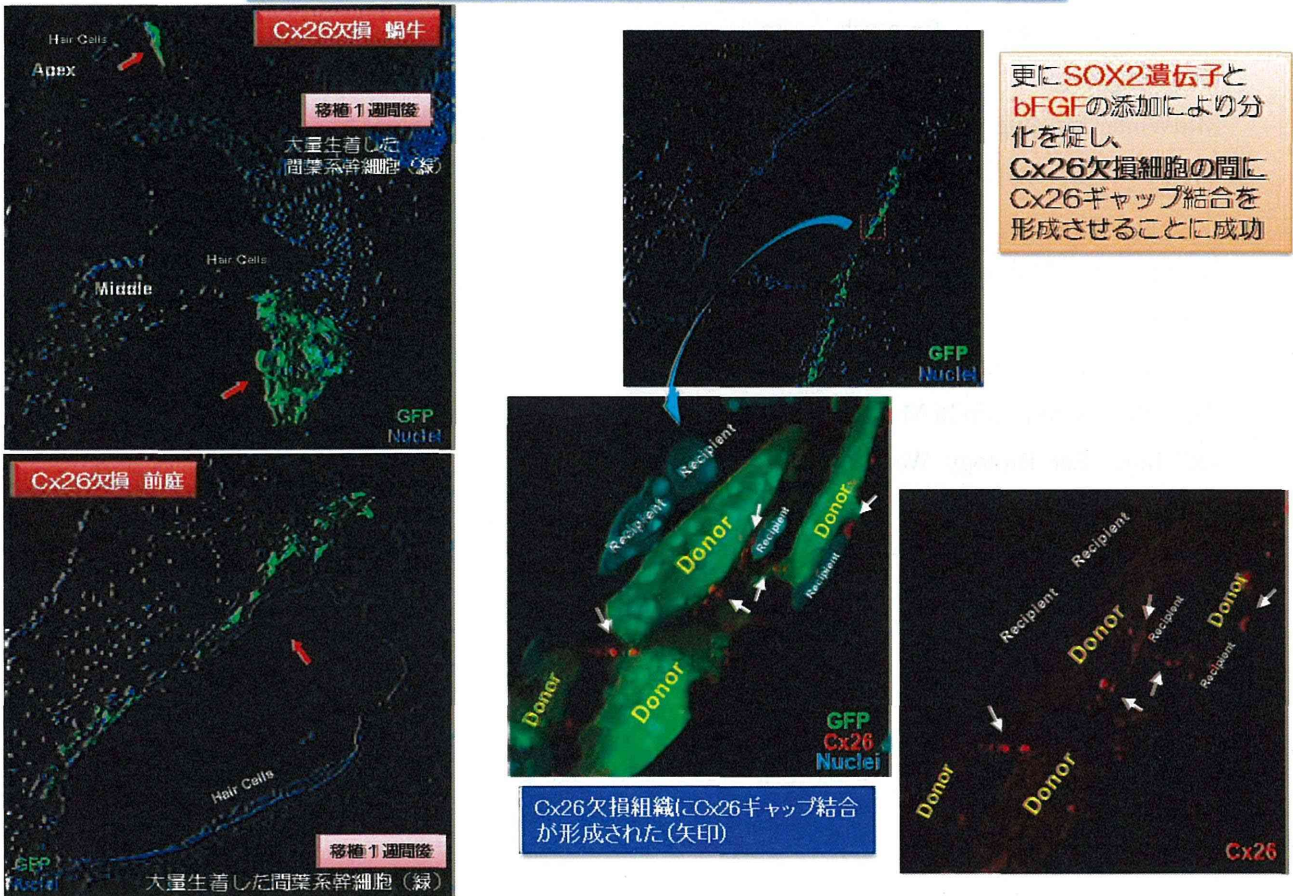 Cx26欠損 蝸牛
Hair Cells
Apex
移植1週間後
大量生着した
間葉系幹細胞（緑）
Hair Cells
Middle
GFP
Nuclei
Cx26欠損 前庭
Hair Cells
移植1週間後
GFP
Nuclei
大量生着した間葉系幹細胞（緑）
GFP
Nuclei
更にSOX2遺伝子と
bFGFの添加により分
化を促し、
Cx26欠損細胞の間に
Cx26ギャップ結合を
形成させることに成功
Recipient
Recipient
Donor
Recipient
Donor
Recipient
Donor
Donor
GFP
Cx26
Nuclei
Cx26欠損組織にCx26ギャップ結合
が形成された（矢印）
Recipient
Recipient
Donor
Recipient
Donor
Recipient
Donor
Donor
Cx26